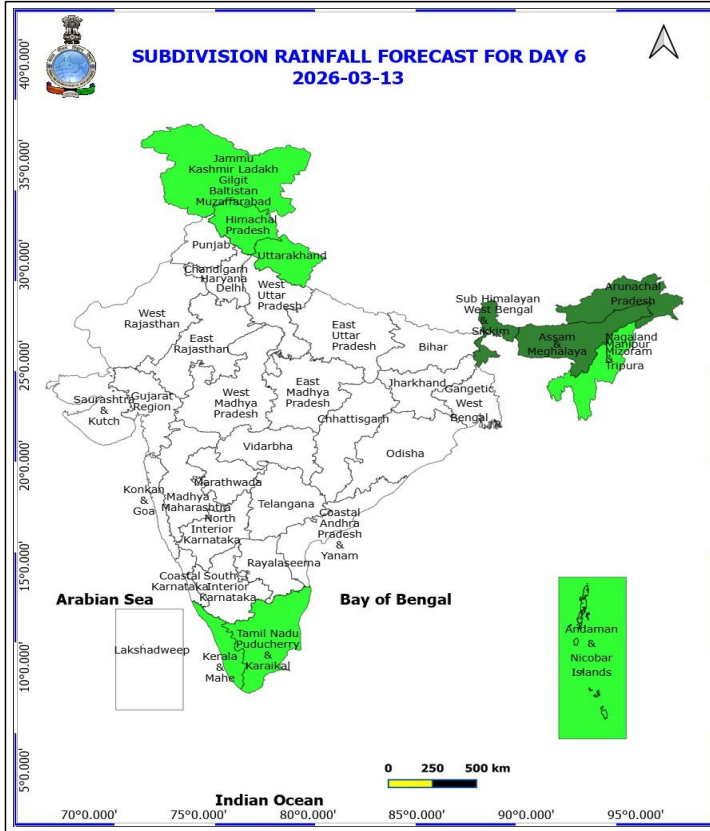 SUBDIVISION RAINFALL FORECAST FOR DAY 6
2026-03-13
40°0.000'
35°0.000'
30°0.000'
25°0.000'
20°0.000'
15°0.000'
10°0.000'
5°0.000'
Jammu
Kashmir Ladakh
Gilgit
Baltistan
Muzaffarabad
Himachal
Pradesh
Punjab
Uttarakhand
Chandigarh
Haryana
Delhi
West
Uttar
Pradesh
West
Rajasthan
East
Rajasthan
East
Uttar
Pradesh
Bihar
Sub Himalayan
West Bengal
&
Sikkim
Arunachal
Pradesh
Assam
&
Meghalaya
Nagaland
Manipur
Mizoram
&
Tripura
Saurashtra
&
Kutch
Gujarat
Region
West
Madhya
Pradesh
East
Madhya
Pradesh
Jharkhand
Gangetic
West
Bengal
Chhattisgarh
Odisha
Vidarbha
Konkan
&
Goa
Marathwada
Madhya
Maharashtra
Telangana
North
Interior
Karnataka
Coastal
Andhra
Pradesh
&
Yanam
Rayalaseema
Coastal
Karnataka
South
Interior
Karnataka
Arabian Sea
Bay of Bengal
Lakshadweep
Kerala
&
Mahe
Tamil Nadu
Puducherry
&
Karaikal
Andaman
&
Nicobar
Islands
0 250 500 km
Indian Ocean
70°0.000' 75°0.000' 80°0.000' 85°0.000' 90°0.000' 95°0.000'